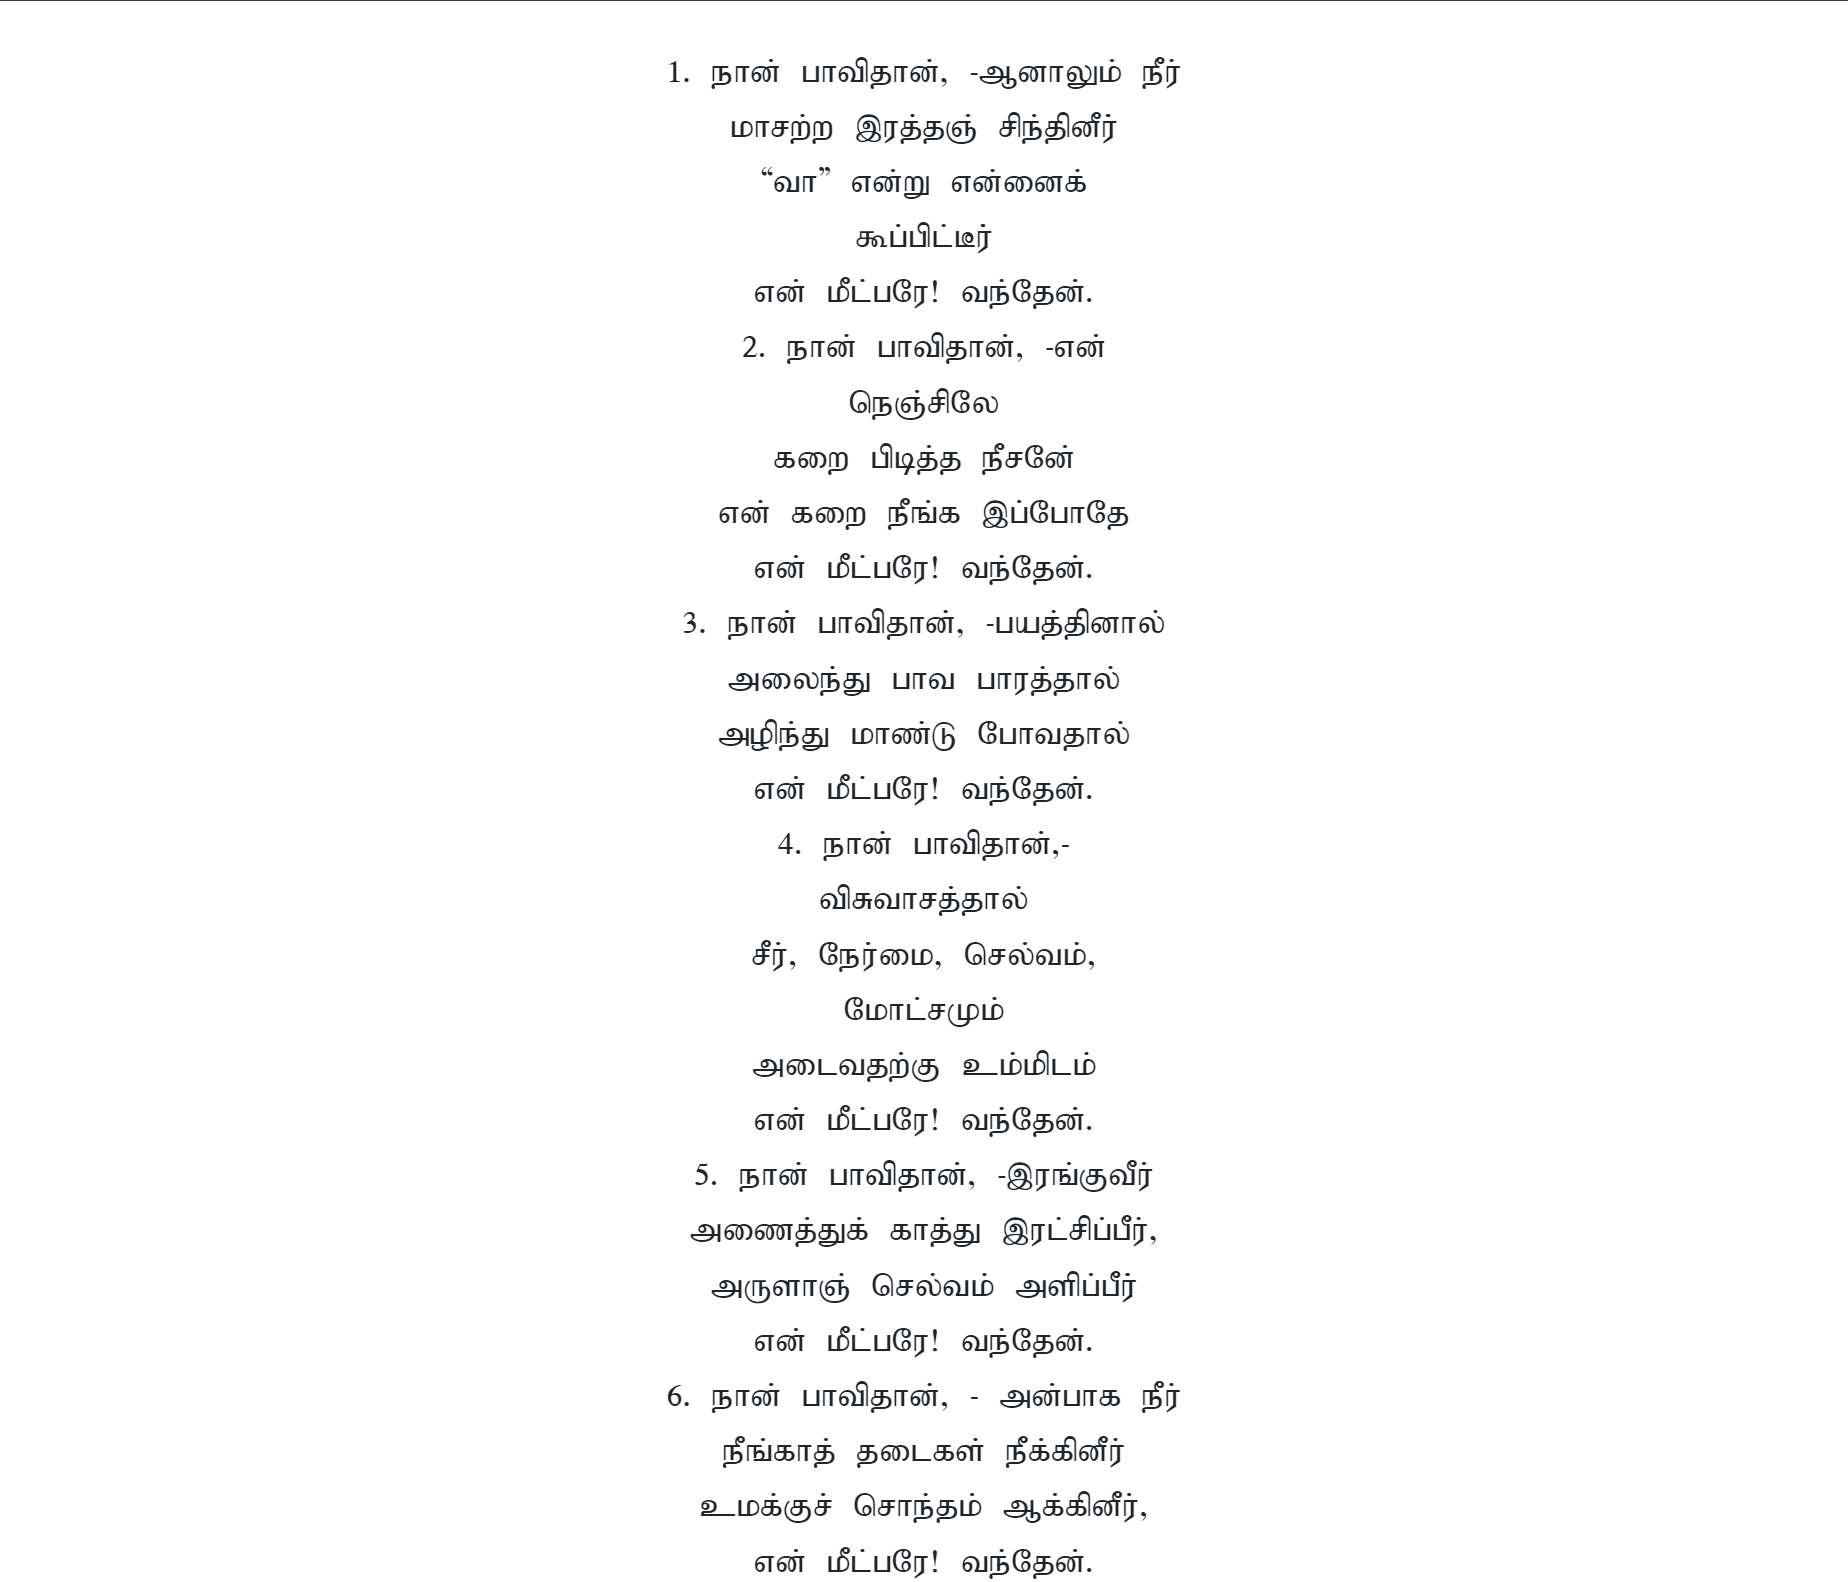 1. நான் பாவிதான், -ஆனாலும் நீர்
மாசற்ற இரத்தஞ் சிந்தினீர்
“வா” என்று என்னைக்
கூப்பிட்டீர்
என் மீட்பரே! வந்தேன்.
2. நான் பாவிதான், -என்
நெஞ்சிலே
கறை பிடித்த நீசனேன்
என் கறை நீங்க இப்போதே
என் மீட்பரே! வந்தேன்.
3. நான் பாவிதான், -பயத்தினால்
அலைந்து பாவ பாரத்தால்
அழிந்து மாண்டு போவதால்
என் மீட்பரே! வந்தேன்.
4. நான் பாவிதான்,-
விசுவாசத்தால்
சீர், நேர்மை, செல்வம்,
மோட்சமும்
அடைவதற்கு உம்மிடம்
என் மீட்பரே! வந்தேன்.
5. நான் பாவிதான், -இரங்குவீர்
அணைத்துக் காத்து இரட்சிப்பீர்,
அருளாஞ் செல்வம் அளிப்பீர்
என் மீட்பரே! வந்தேன்.
6. நான் பாவிதான், - அன்பாக நீர்
நீங்காத் தடைகள் நீக்கினீர்
உமக்குச் சொந்தம் ஆக்கினீர்,
என் மீட்பரே! வந்தேன்.